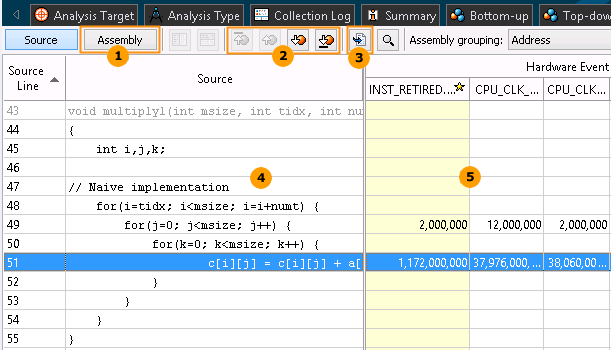 Analysis Target Analysis Type Collection Log Summary Bottom-up Top-dow
Source Assembly Assembly grouping: Address
1 2 3
Source Line Source Hardware Event
INST_RETIRED.... CPU_CLK_... CPU_CLK_...
43 void multiply1(int msize, int tidx, int nu
44 {
45 int i,j,k;
46 4 5
47 // Naive implementation
48 for(i=tidx; i<msize; i=i+numt) {
49 for(j=0; j<msize; j++) { 2,000,000 12,000,000 2,000,000
50 for(k=0; k<msize; k++) {
51 c[i][j] = c[i][j] + a[ 1,172,000,000 37,976,000,... 38,060,00...
52 }
53 }
54 }
55 }